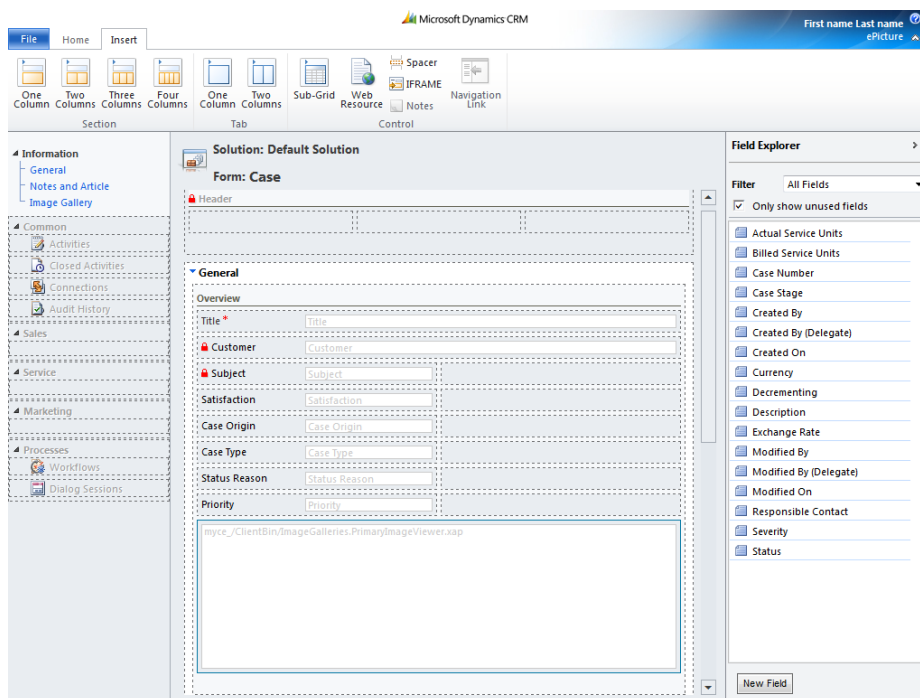 Microsoft Dynamics CRM
First name Last name
ePicture
File Home Insert
One Column
Two Columns
Three Columns
Four Columns
Section
One Column
Two Columns
Tab
Sub-Grid
Web Resource
Spacer
IFRAME
Notes
Navigation Link
Control
Information
General
Notes and Article
Image Gallery
Common
Activities
Closed Activities
Connections
Audit History
Sales
Service
Marketing
Processes
Workflows
Dialog Sessions
Solution: Default Solution
Form: Case
Header
General
Overview
Title * Title
Customer Customer
Subject Subject
Satisfaction Satisfaction
Case Origin Case Origin
Case Type Case Type
Status Reason Status Reason
Priority Priority
myce_/ClientBin/ImageGalleries.PrimaryImageViewer.xap
Field Explorer
Filter All Fields
Only show unused fields
Actual Service Units
Billed Service Units
Case Number
Case Stage
Created By
Created By (Delegate)
Created On
Currency
Decrementing
Description
Exchange Rate
Modified By
Modified By (Delegate)
Modified On
Responsible Contact
Severity
Status
New Field